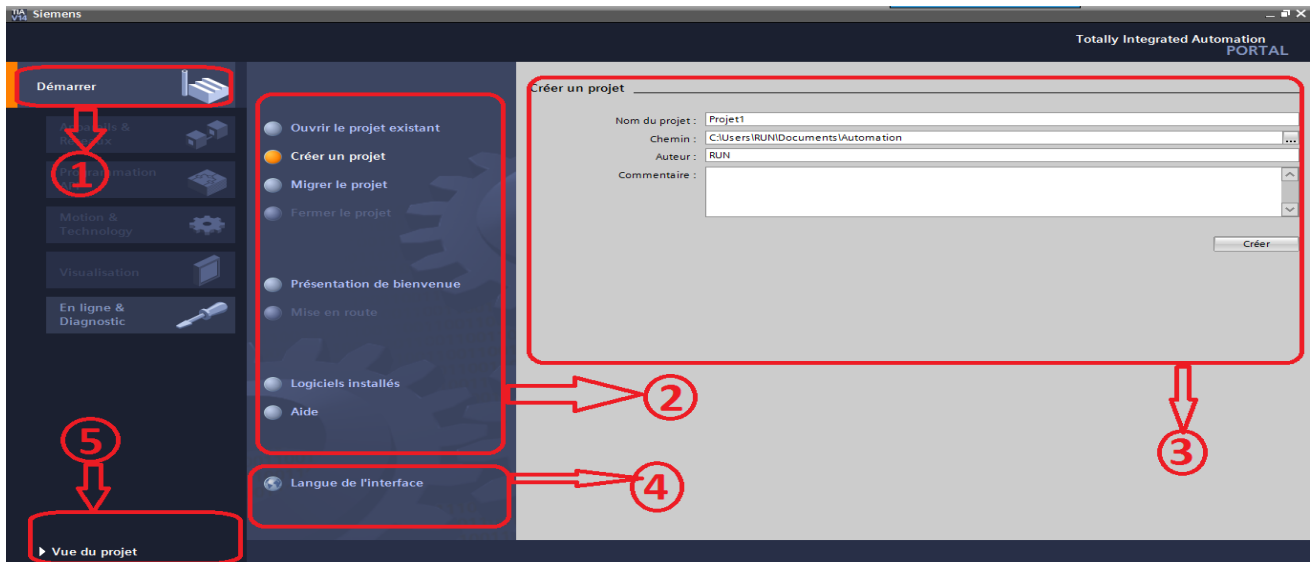 TIA V14 Siemens
Totally Integrated Automation
PORTAL
Démarrer
Appareils &
Réseaux
1
Programmation
Motion &
Technology
Visualisation
En ligne &
Diagnostic
5
Vue du projet
Ouvrir le projet existant
Créer un projet
Migrer le projet
Fermer le projet
Présentation de bienvenue
Mise en route
Logiciels installés
Aide
2
Langue de l'interface
4
Créer un projet
Nom du projet : Projet1
Chemin : C:\Users\RUN\Documents\Automation ...
Auteur : RUN
Commentaire :
Créer
3